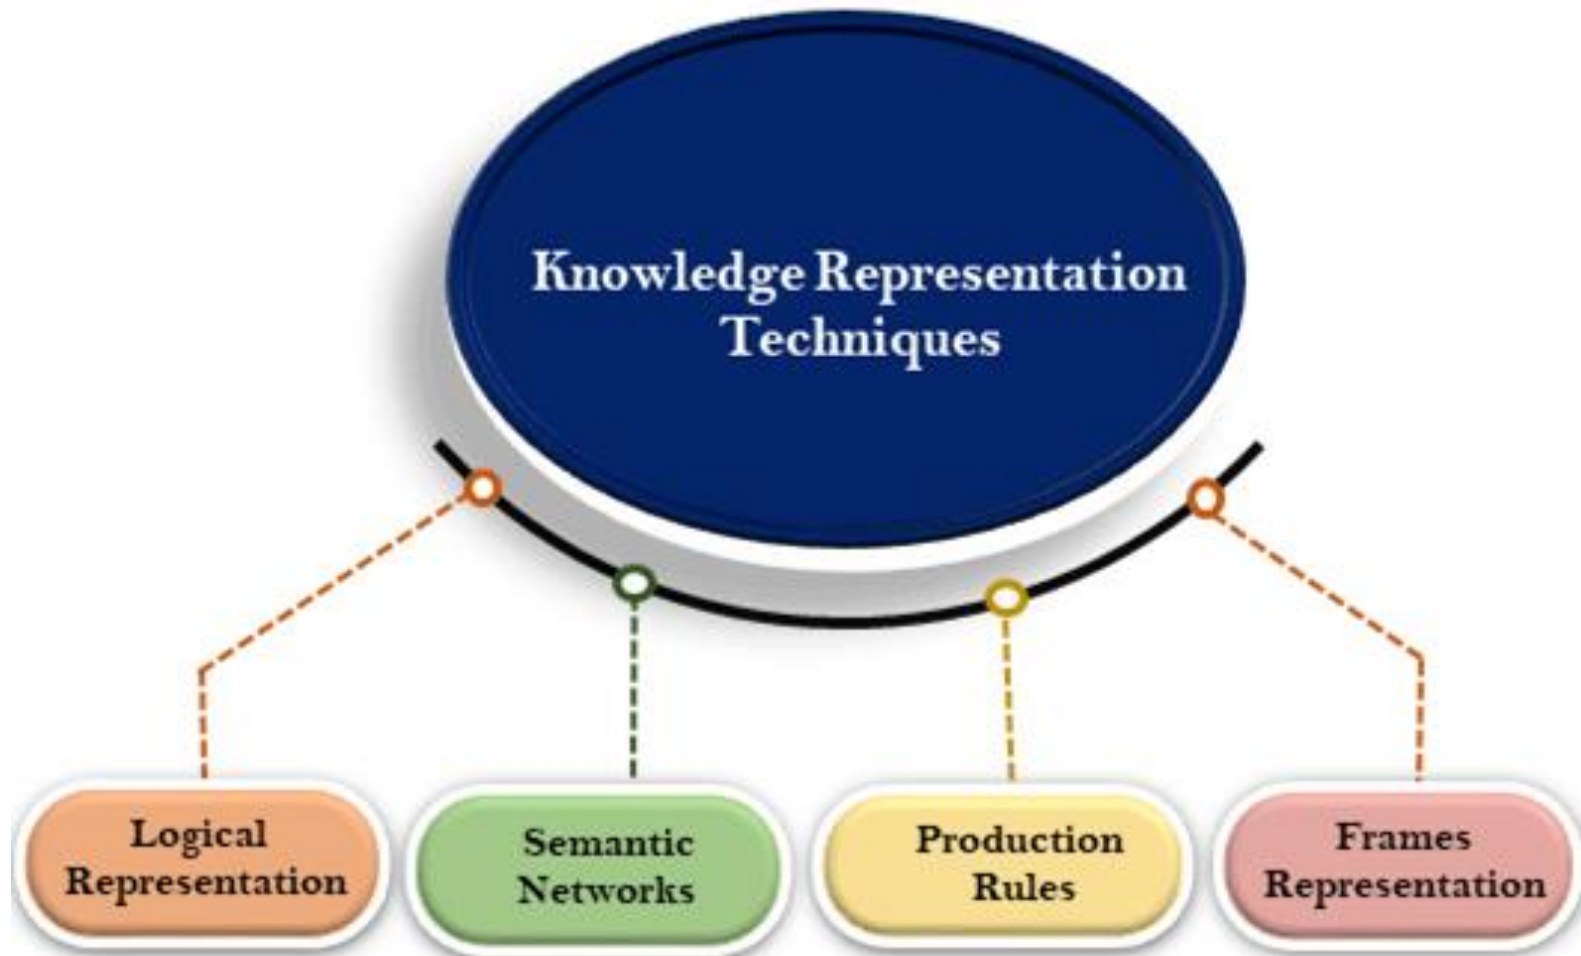 Knowledge Representation
Techniques
Logical
Representation
Semantic
Networks
Production
Rules
Frames
Representation